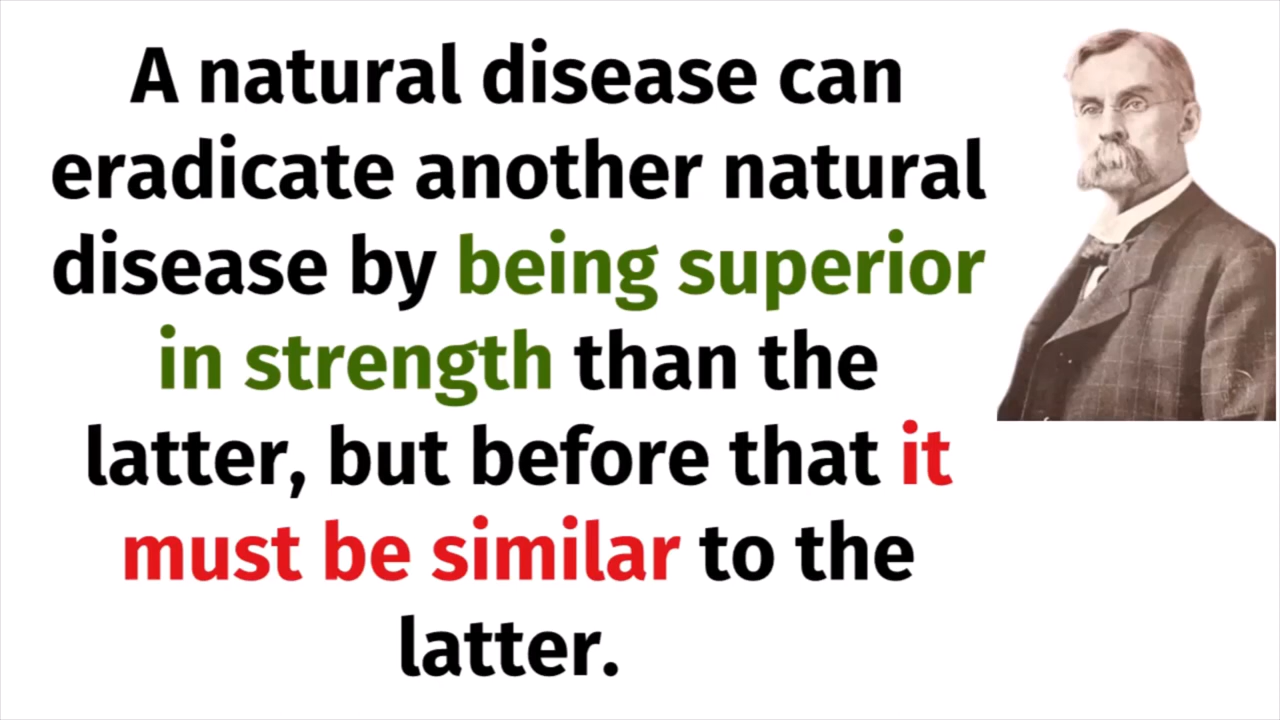 A natural disease can
eradicate another natural
disease by being superior
in strength than the
latter, but before that it
must be similar to the
latter.